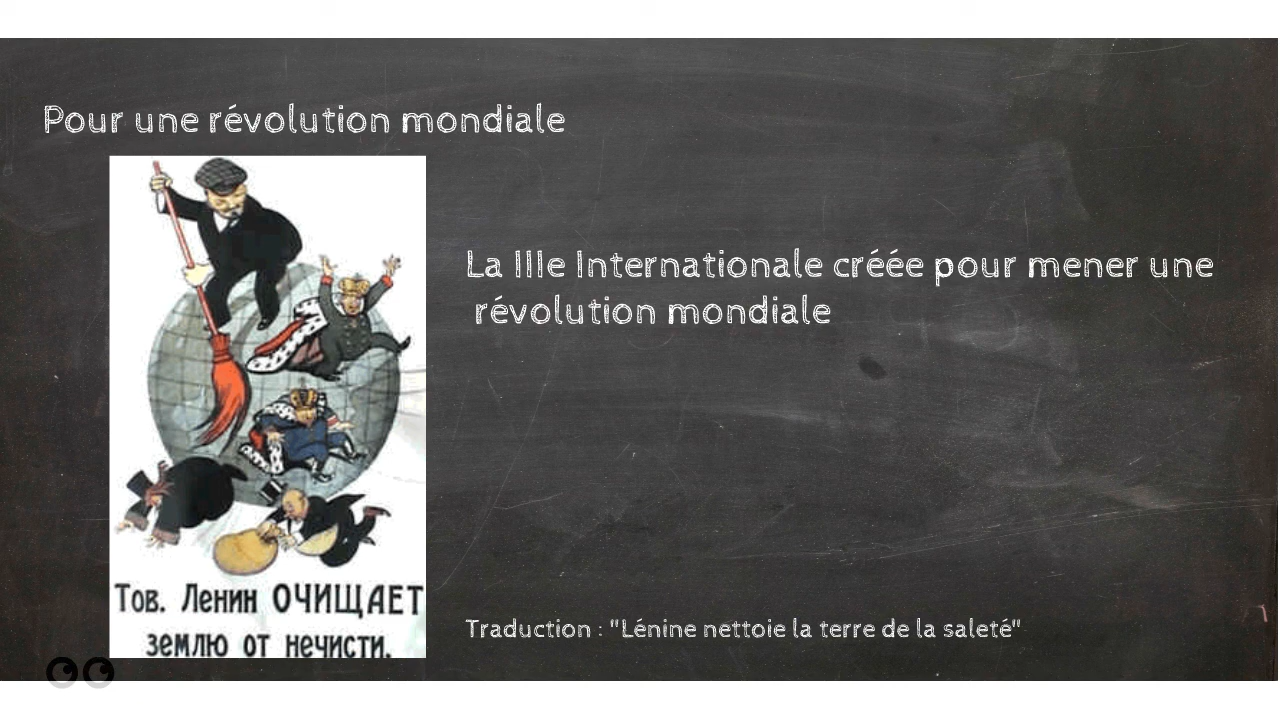 Pour une révolution mondiale
La IIIe Internationale créée pour mener une
révolution mondiale
Тов. Ленин ОЧИЩАЕТ
землю от нечисти.
Traduction : "Lénine nettoie la terre de la saleté"